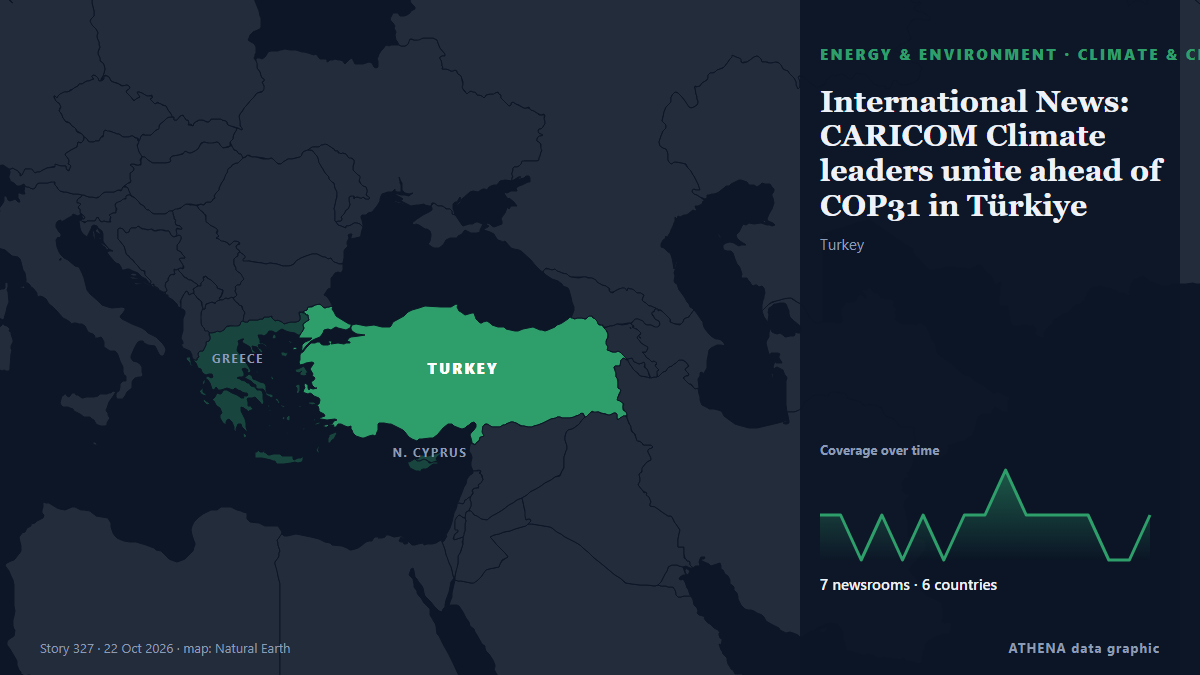 ENERGY & ENVIRONMENT · CLIMATE &
International News:
CARICOM Climate
leaders unite ahead of
COP31 in Türkiye
Turkey
GREECE
TURKEY
N. CYPRUS
Coverage over time
7 newsrooms · 6 countries
Story 327 · 22 Oct 2026 · map: Natural Earth
ATHENA data graphic